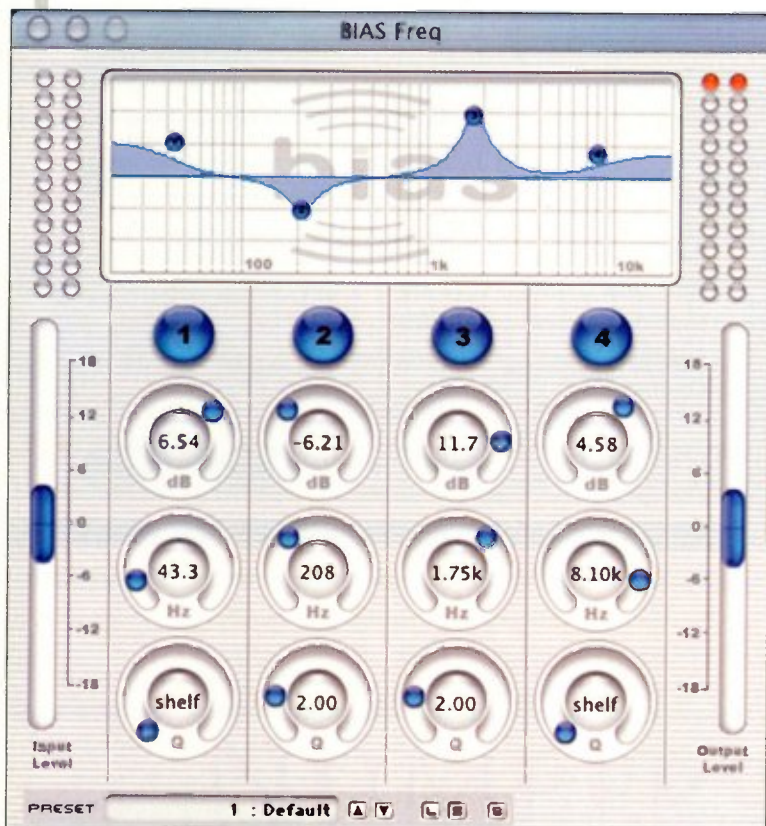 BIAS Freq
bias
100 1k 10k
1 2 3 4
18 18
12 12
6.54 -6.21 11.7 4.58
dB dB dB dB
6 6
0 0
43.3 208 1.75k 8.10k
-6 -6
Hz Hz Hz Hz
-12 -12
shelf 2.00 2.00 shelf
-18 -18
Q Q Q Q
Input Output
Level Level
PRESET 1 : Default L